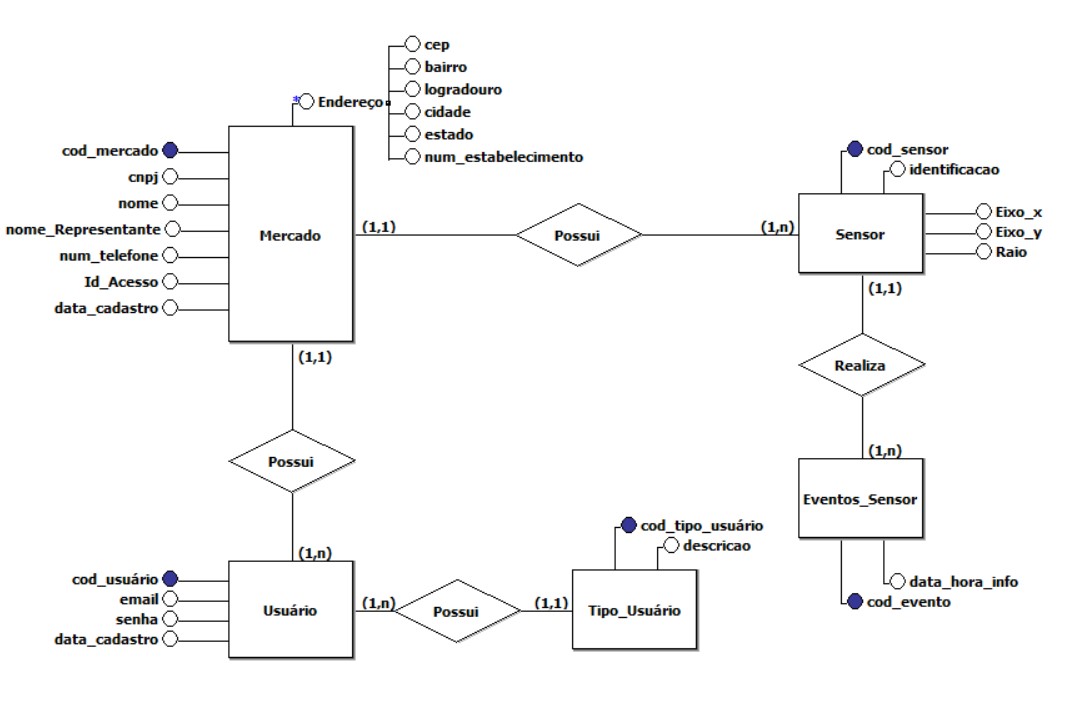 cep
bairro
* Endereço
logradouro
cidade
estado
num_estabelecimento
cod_mercado
cnpj
nome
nome_Representante
num_telefone
Id_Acesso
data_cadastro
Mercado
(1,1)
Possui
(1,n)
cod_sensor
identificacao
Sensor
Eixo_x
Eixo_y
Raio
(1,1)
Realiza
(1,n)
Eventos_Sensor
data_hora_info
cod_evento
(1,1)
Possui
(1,n)
cod_usuário
email
senha
data_cadastro
Usuário
(1,n)
Possui
(1,1)
cod_tipo_usuário
descricao
Tipo_Usuário